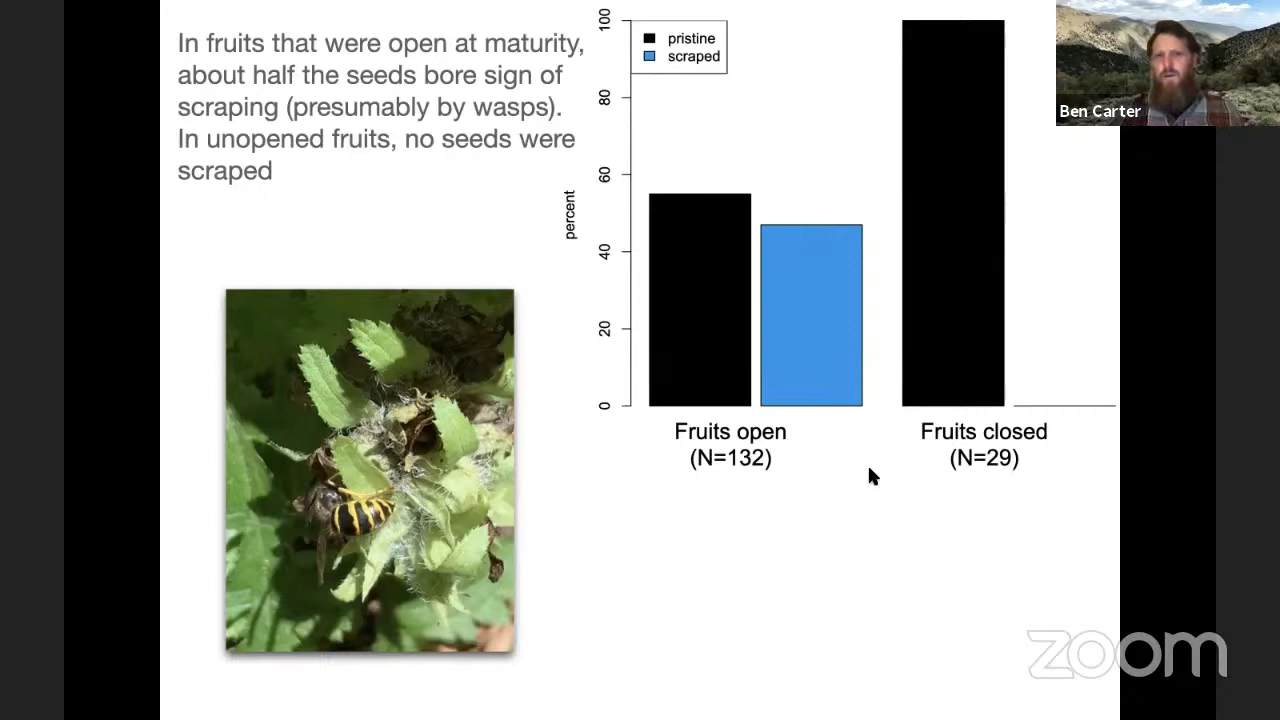 In fruits that were open at maturity,
about half the seeds bore sign of
scraping (presumably by wasps).
In unopened fruits, no seeds were
scraped
pristine
scraped
percent
100
80
60
40
20
0
Fruits open
(N=132)
Fruits closed
(N=29)
Ben Carter
zoom